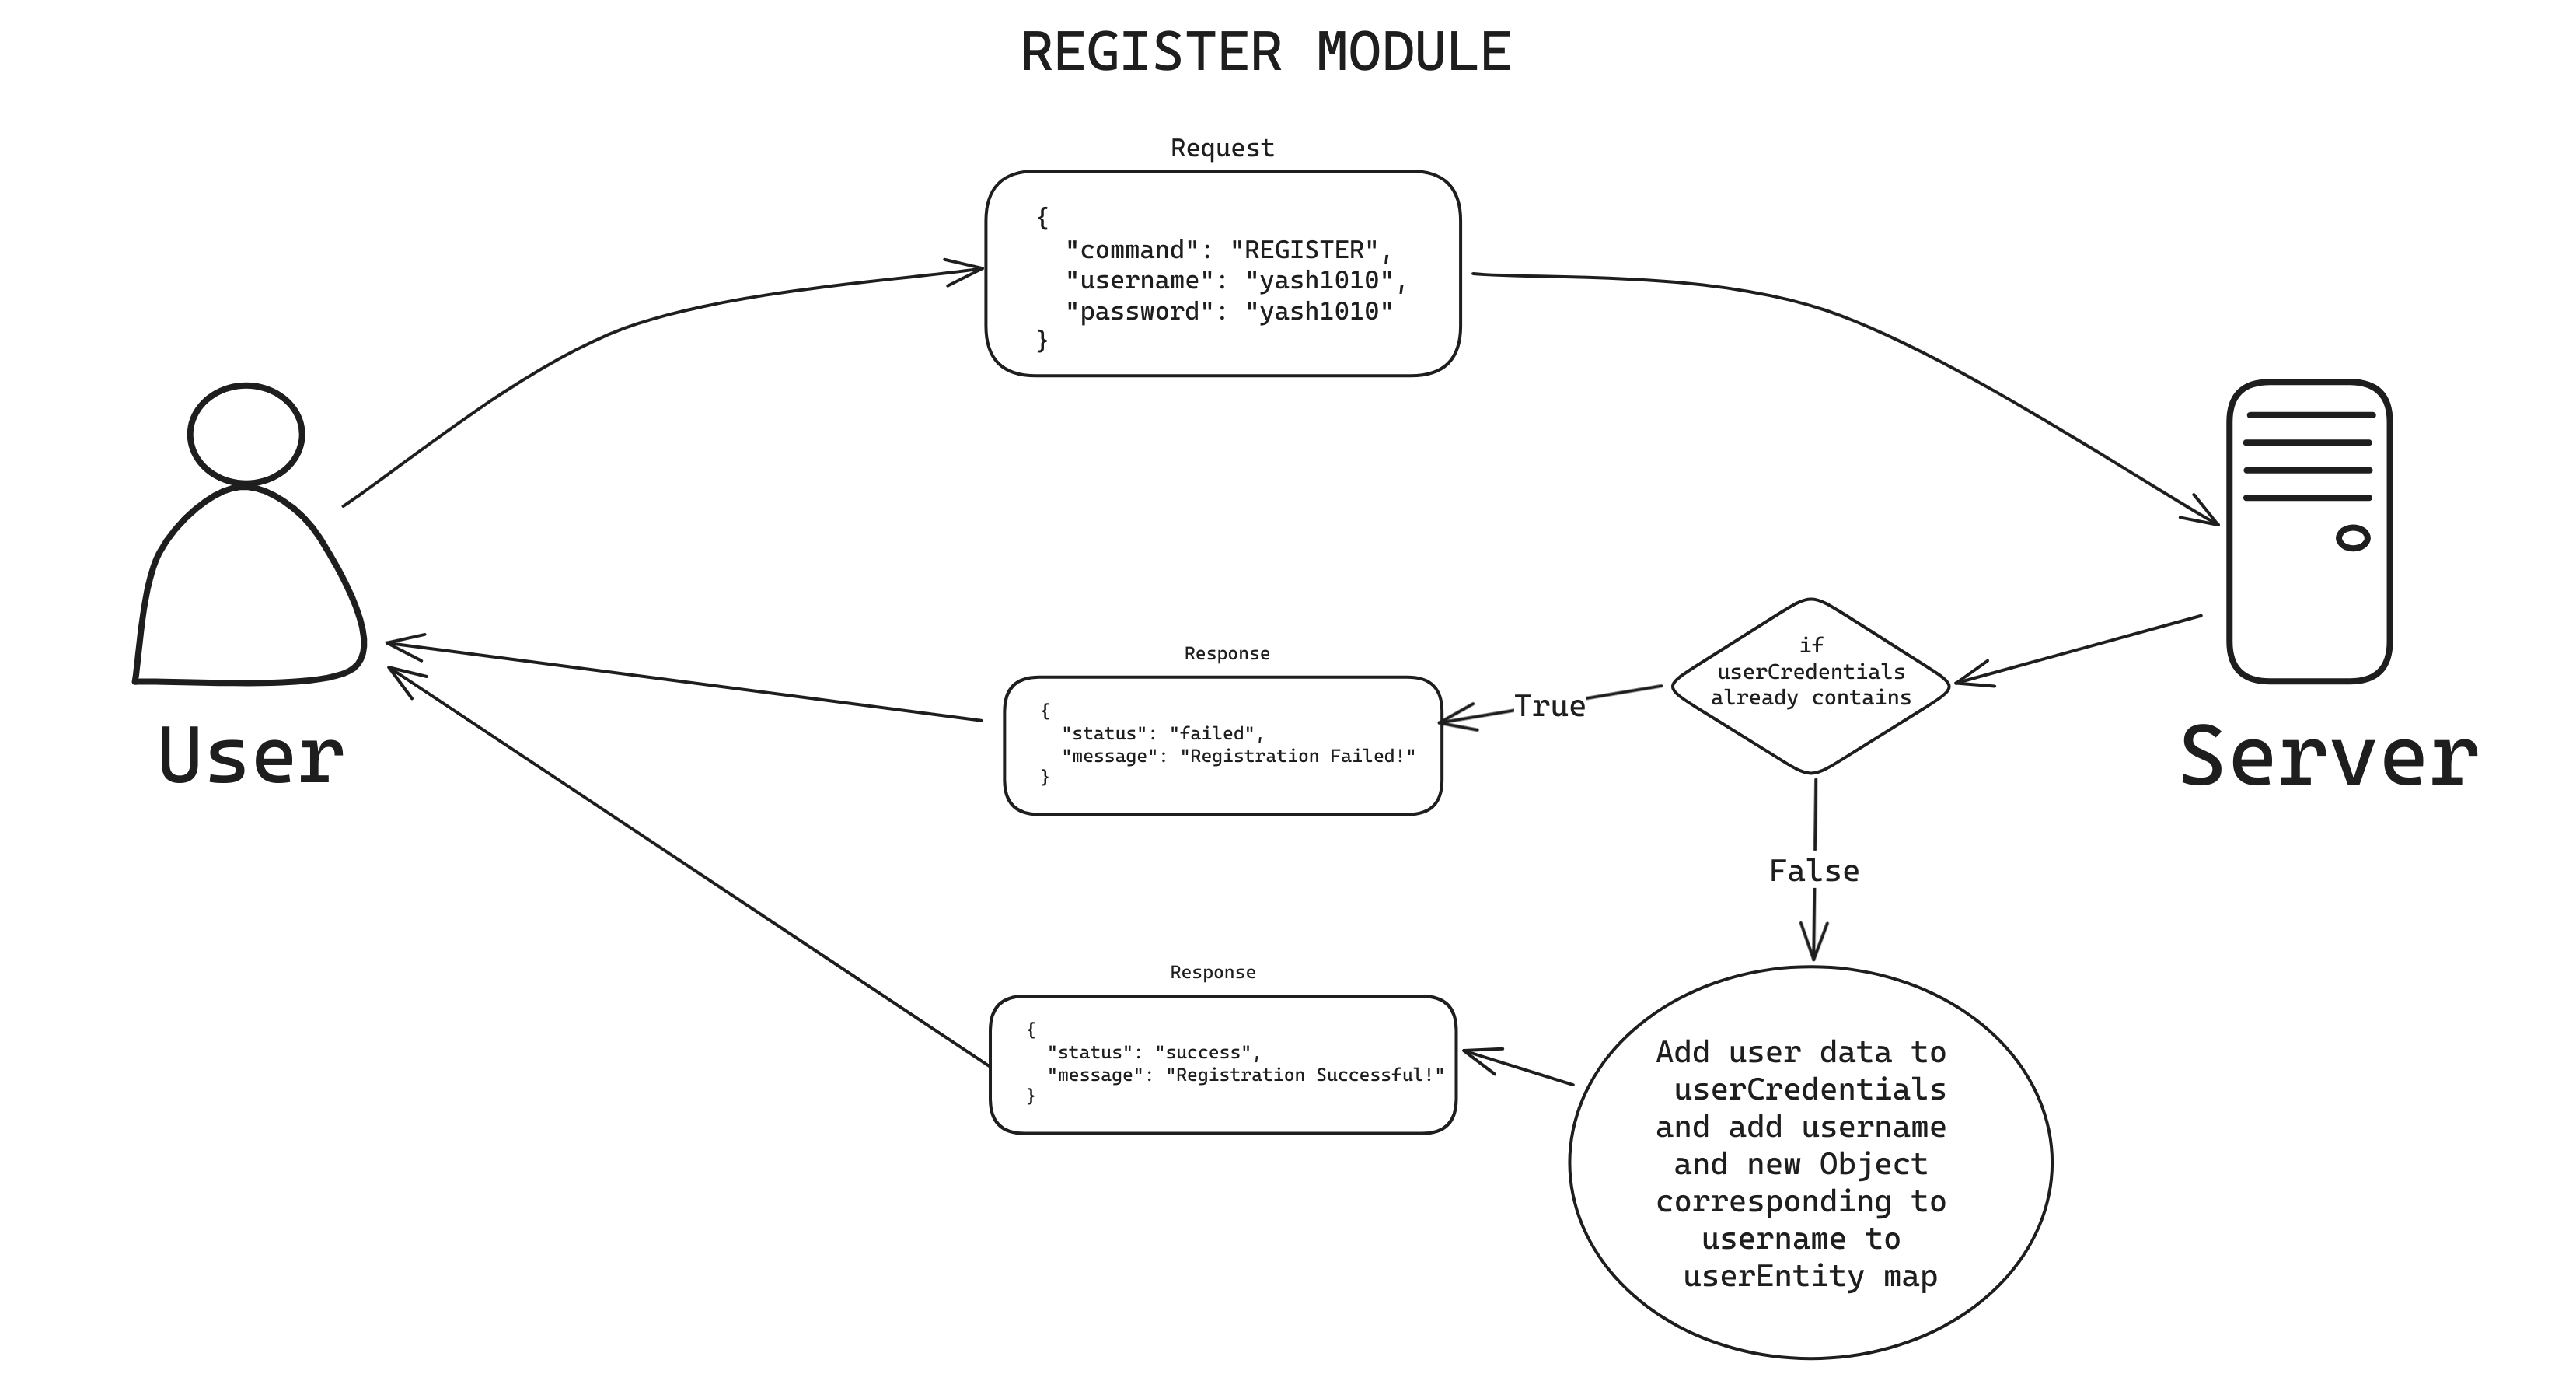 REGISTER MODULE
Request
{
"command": "REGISTER",
"username": "yash1010",
"password": "yash1010"
}
User
Server
if
userCredentials
already contains
True
Response
{
"status": "failed",
"message": "Registration Failed!"
}
False
Response
{
"status": "success",
"message": "Registration Successful!"
}
Add user data to
userCredentials
and add username
and new Object
corresponding to
username to
userEntity map